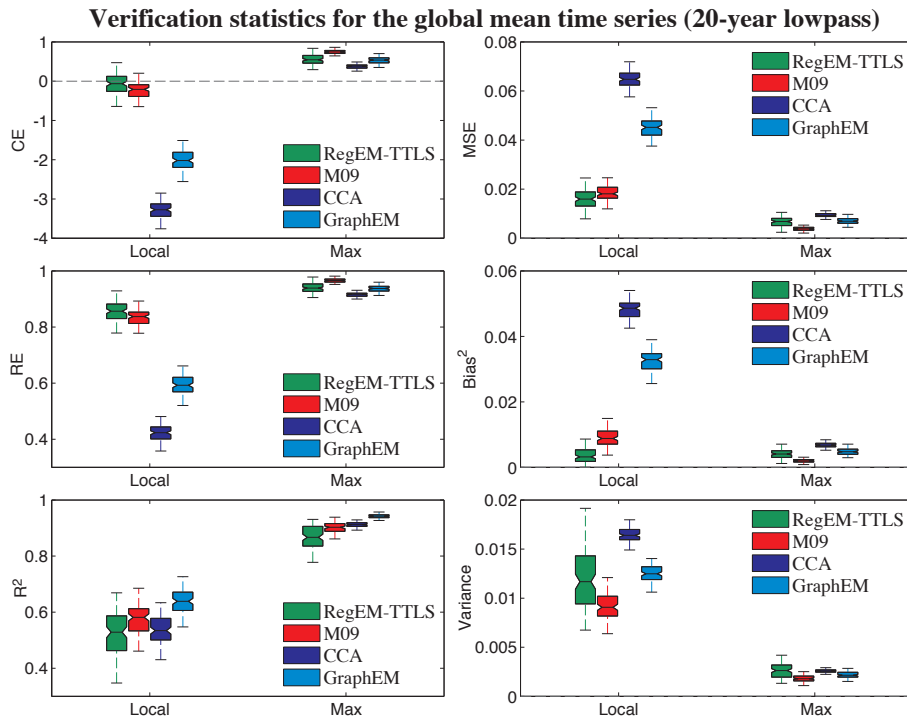 Verification statistics for the global mean time series (20-year lowpass)
CE
1
0
-1
-2
-3
-4
RegEM-TTLS
M09
CCA
GraphEM
Local
Max
MSE
0.06
0.04
0.02
0
0.08
RegEM-TTLS
M09
CCA
GraphEM
Local
Max
RE
1
0.8
0.6
0.4
RegEM-TTLS
M09
CCA
GraphEM
Local
Max
Bias²
0.06
0.04
0.02
0
RegEM-TTLS
M09
CCA
GraphEM
Local
Max
R²
1
0.8
0.6
0.4
RegEM-TTLS
M09
CCA
GraphEM
Local
Max
Variance
0.02
0.015
0.01
0.005
0
RegEM-TTLS
M09
CCA
GraphEM
Local
Max